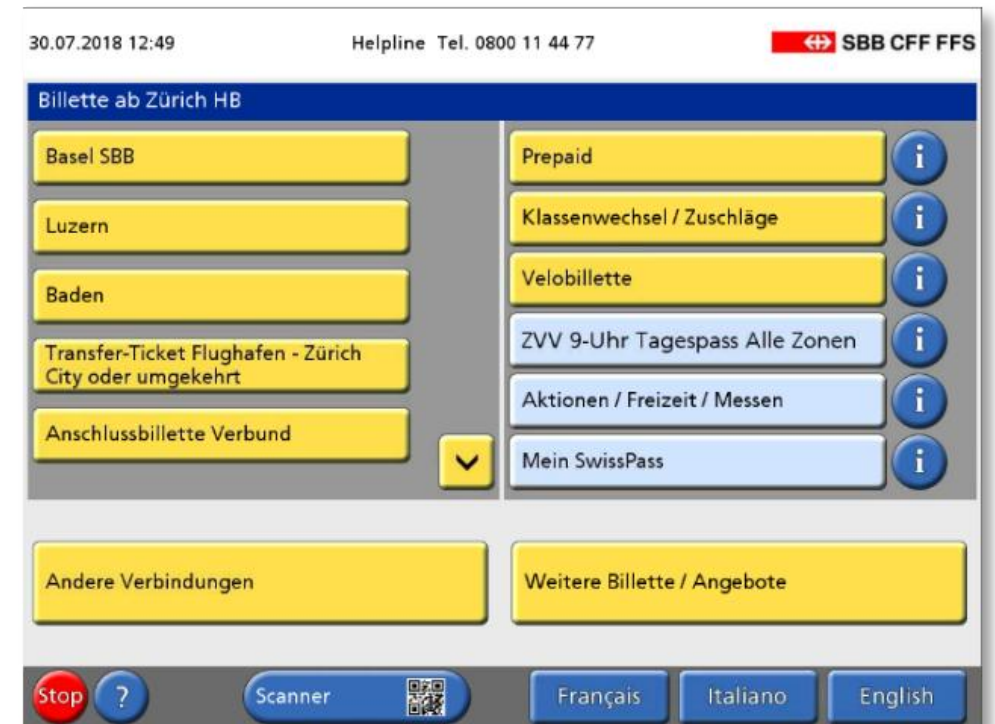 30.07.2018 12:49
Helpline Tel. 0800 11 44 77
SBB CFF FFS
Billette ab Zürich HB
Basel SBB
Luzern
Baden
Transfer-Ticket Flughafen - Zürich
City oder umgekehrt
Anschlussbillette Verbund
Prepaid
i
Klassenwechsel / Zuschläge
i
Velobillette
i
ZVV 9-Uhr Tagespass Alle Zonen
i
Aktionen / Freizeit / Messen
i
Mein SwissPass
i
Andere Verbindungen
Weitere Billette / Angebote
Stop
?
Scanner
Français
Italiano
English